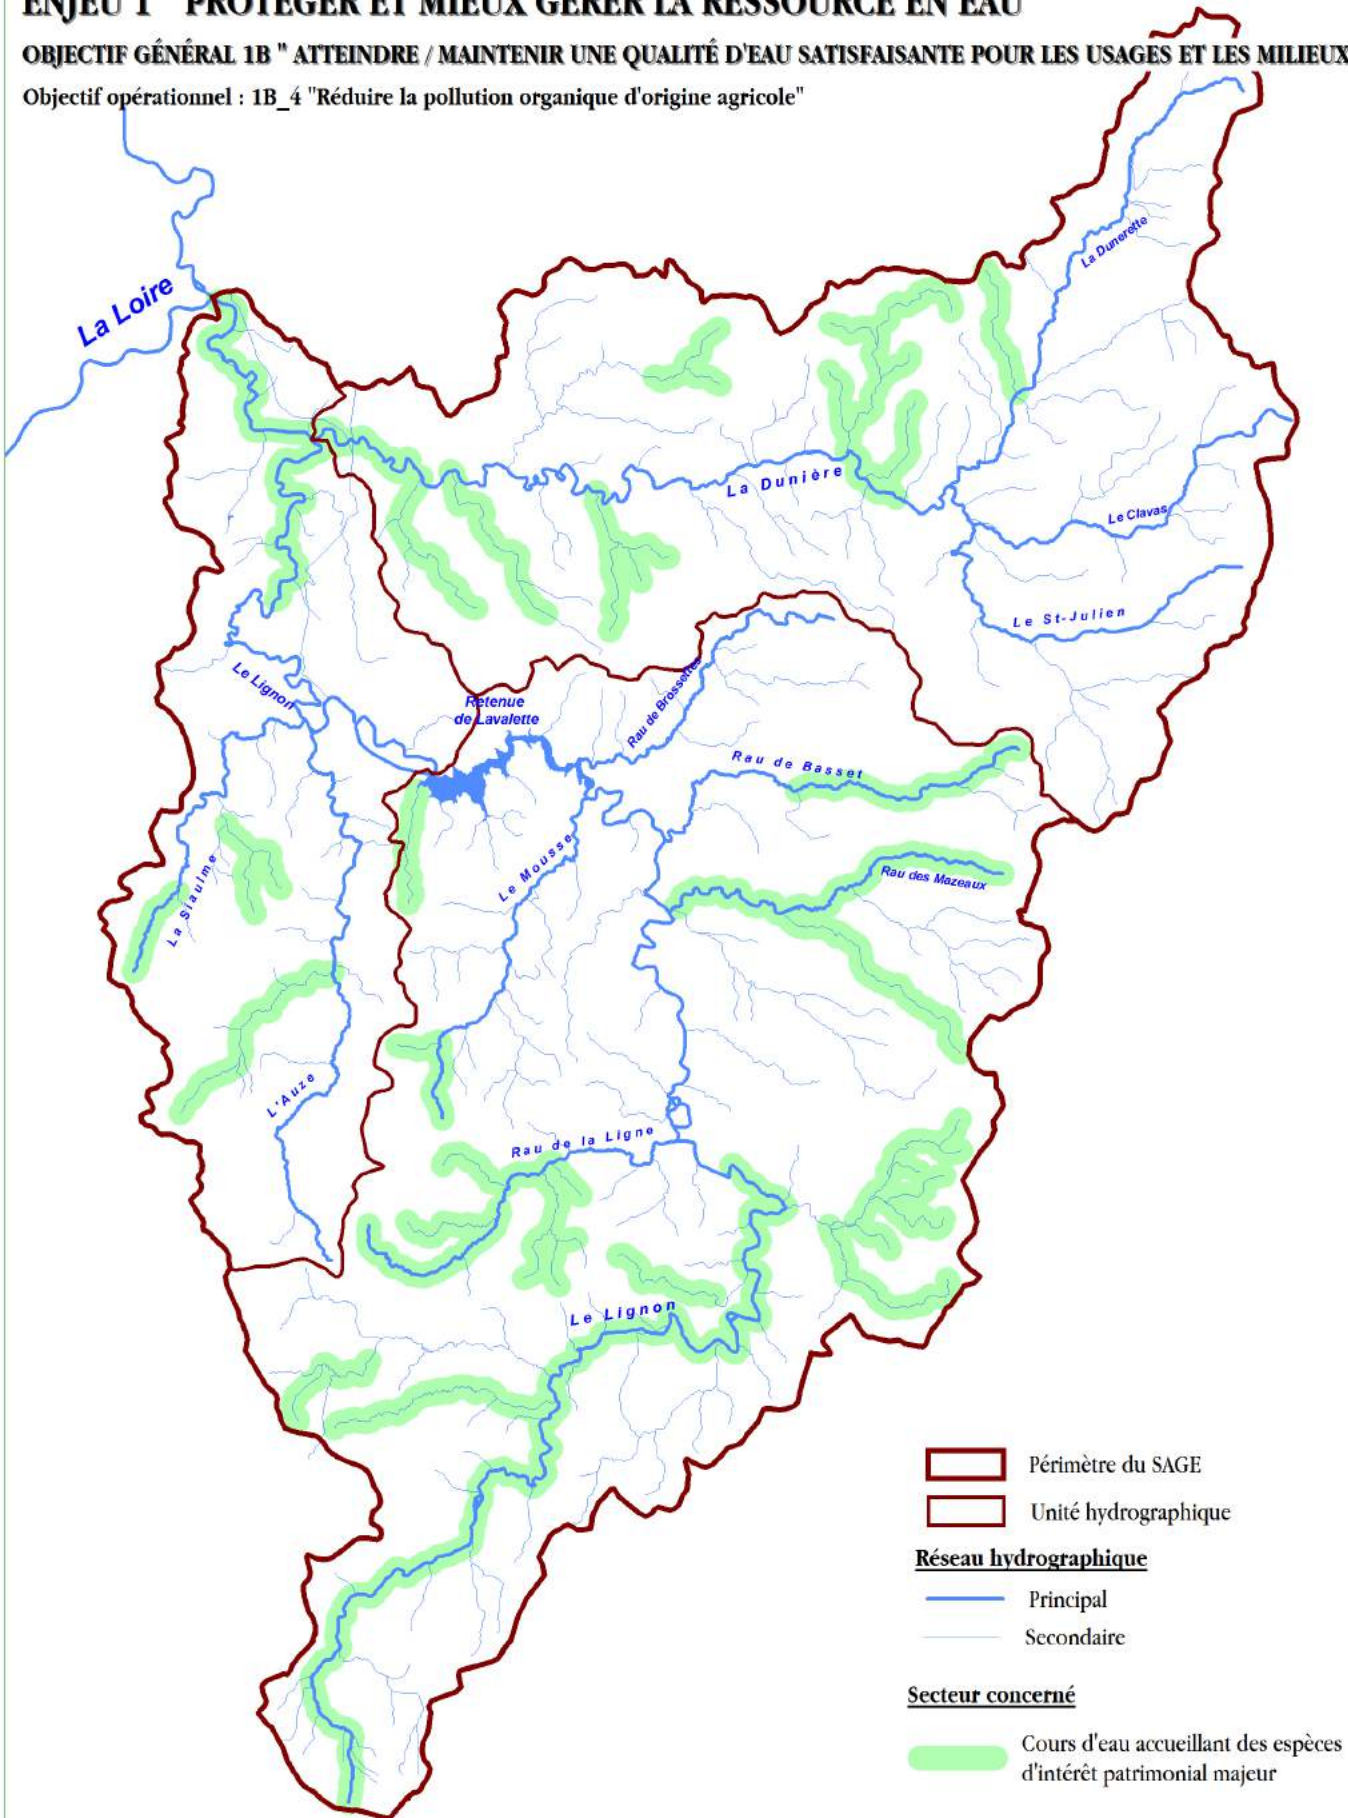 ENJEU 1 " PROTÉGER ET MIEUX GÉRER LA RESSOURCE EN EAU
OBJECTIF GÉNÉRAL 1B " ATTEINDRE / MAINTENIR UNE QUALITÉ D'EAU SATISFAISANTE POUR LES USAGES ET LES MILIEUX
Objectif opérationnel : 1B_4 "Réduire la pollution organique d'origine agricole"
La Dunerette
La Loire
La Dunière
Le Clavas
Le St-Julien
Le Lignon
Retenue
de Lavalette
Rau de Brossettes
Rau de Basset
Le Mousse
La Siaulme
Rau des Mazeaux
L'Auze
Rau de la Ligne
Le Lignon
Périmètre du SAGE
Unité hydrographique
Réseau hydrographique
Principal
Secondaire
Secteur concerné
Cours d'eau accueillant des espèces
d'intérêt patrimonial majeur